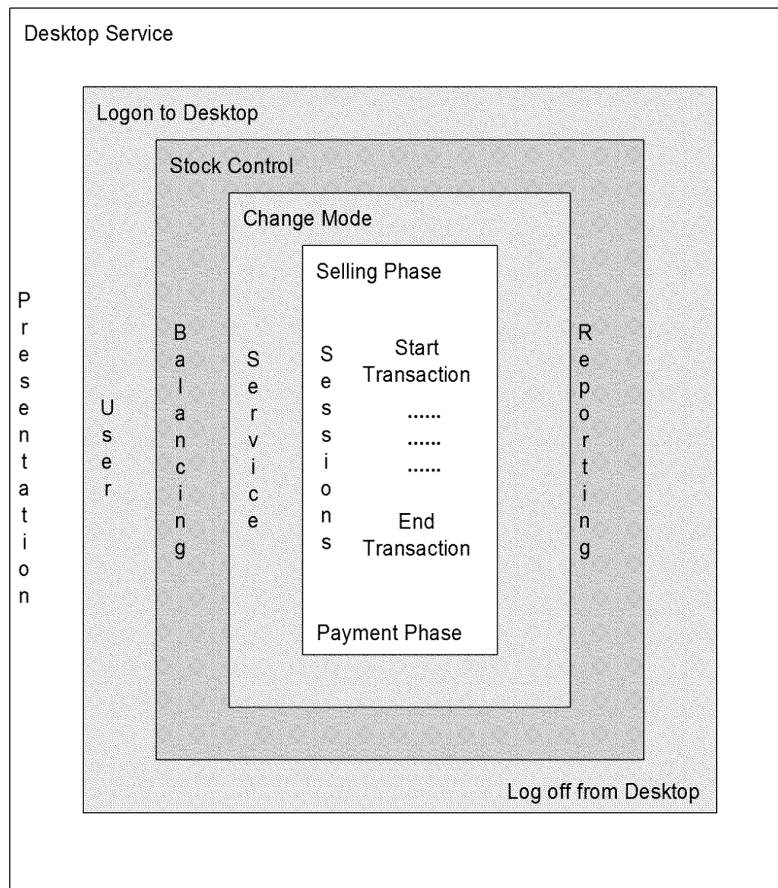 Desktop Service
Logon to Desktop
Stock Control
Change Mode
Selling Phase
Presentation
User
Balancing
Service
Sessions
Start
Transaction
......
......
......
End
Transaction
Reporting
Payment Phase
Log off from Desktop